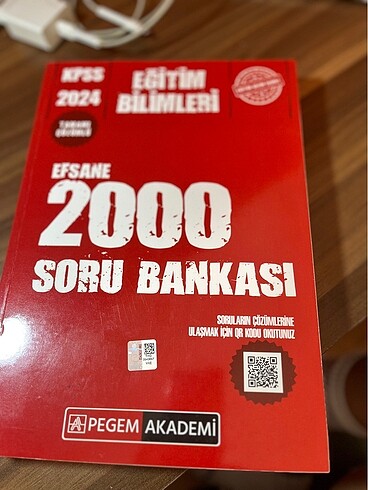 KPSS
2024
EĞİTİM
BİLİMLERİ
TAMAMI
ÇÖZÜMLÜ
EFSANE
2000
SORU BANKASI
SORULARIN ÇÖZÜMLERİNE
ULAŞMAK İÇİN QR KODU OKUTUNUZ
PEGEM AKADEMİ